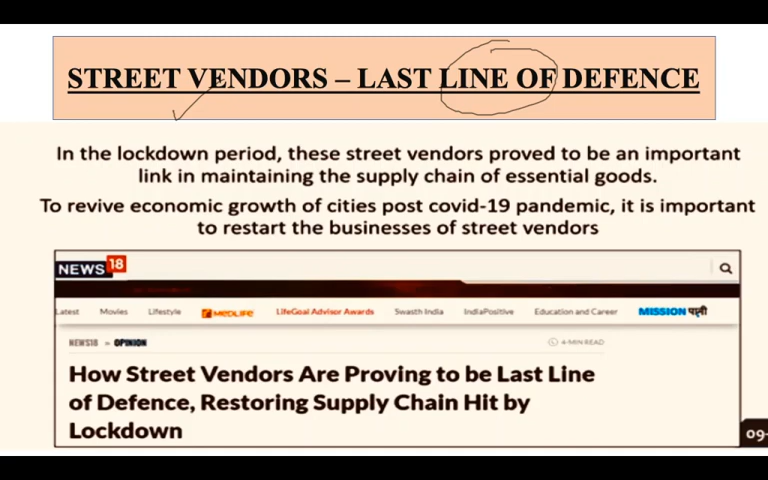 STREET VENDORS – LAST LINE OF DEFENCE
In the lockdown period, these street vendors proved to be an important
link in maintaining the supply chain of essential goods.
To revive economic growth of cities post covid-19 pandemic, it is important
to restart the businesses of street vendors
NEWS 18
Latest Movies Lifestyle MEDLIFE LifeGoal Advisor Awards Swasth India IndiaPositive Education and Career MISSION पानी
NEWS18 » OPINION 4-MIN READ
How Street Vendors Are Proving to be Last Line
of Defence, Restoring Supply Chain Hit by
Lockdown
09-